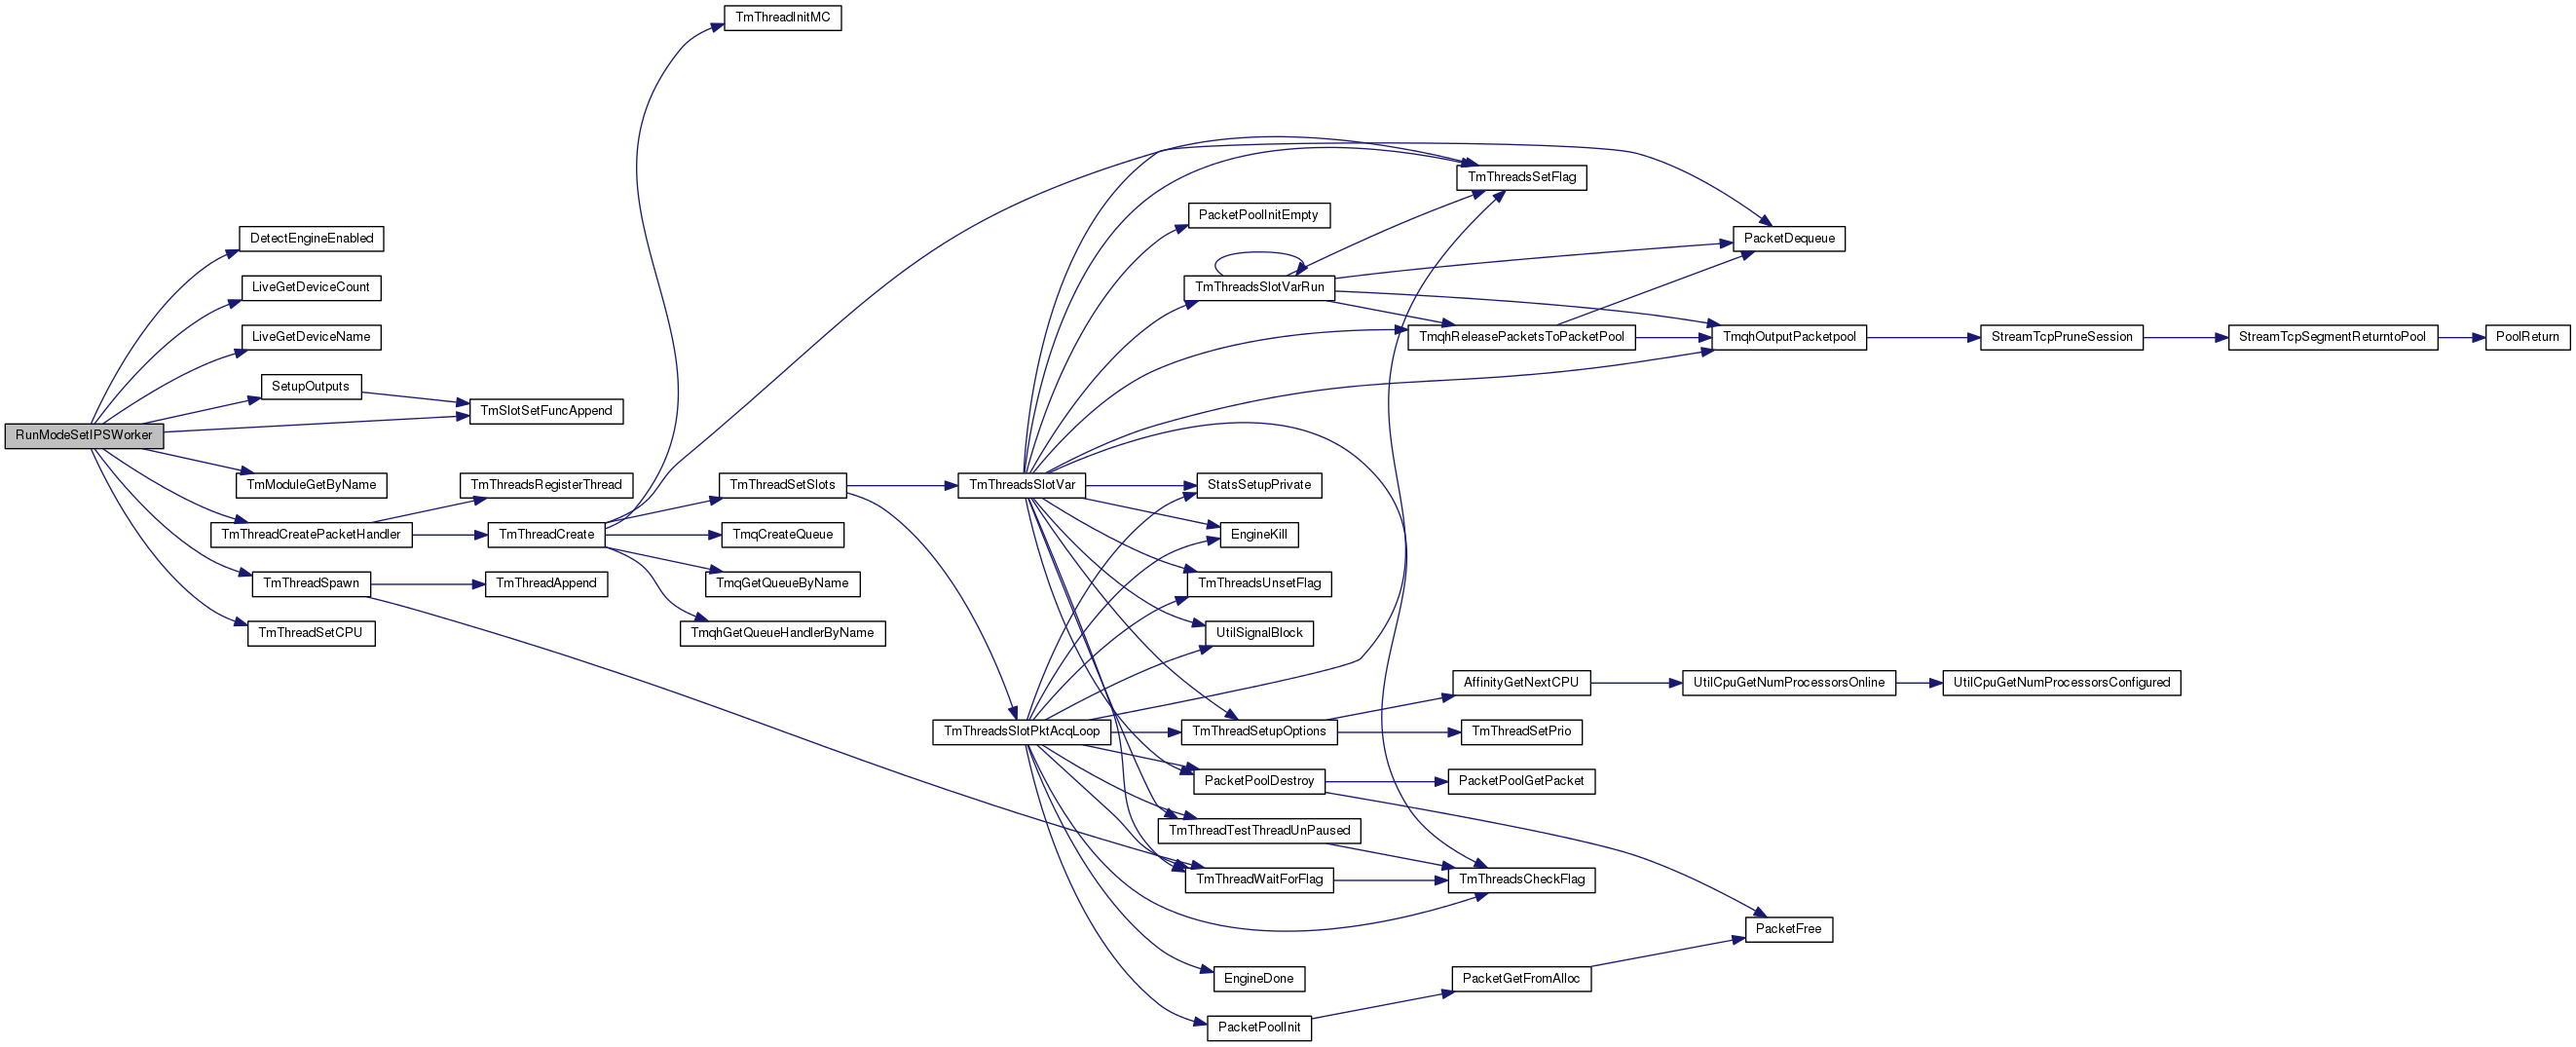 RunModeSetIPSWorker
DetectEngineEnabled
LiveGetDeviceCount
LiveGetDeviceName
SetupOutputs
TmSlotSetFuncAppend
TmModuleGetByName
TmThreadCreatePacketHandler
TmThreadSpawn
TmThreadSetCPU
TmThreadsRegisterThread
TmThreadCreate
TmThreadAppend
TmThreadInitMC
TmThreadSetSlots
TmqCreateQueue
TmqGetQueueByName
TmqhGetQueueHandlerByName
TmThreadsSlotVar
TmThreadsSlotPktAcqLoop
PacketPoolInitEmpty
TmThreadsSlotVarRun
StatsSetupPrivate
EngineKill
TmThreadsUnsetFlag
UtilSignalBlock
TmThreadSetupOptions
PacketPoolDestroy
TmThreadTestThreadUnPaused
TmThreadWaitForFlag
EngineDone
PacketPoolInit
TmThreadsSetFlag
TmqhReleasePacketsToPacketPool
AffinityGetNextCPU
TmThreadSetPrio
PacketPoolGetPacket
TmThreadsCheckFlag
PacketGetFromAlloc
PacketDequeue
TmqhOutputPacketpool
UtilCpuGetNumProcessorsOnline
PacketFree
StreamTcpPruneSession
UtilCpuGetNumProcessorsConfigured
StreamTcpSegmentReturntoPool
PoolReturn